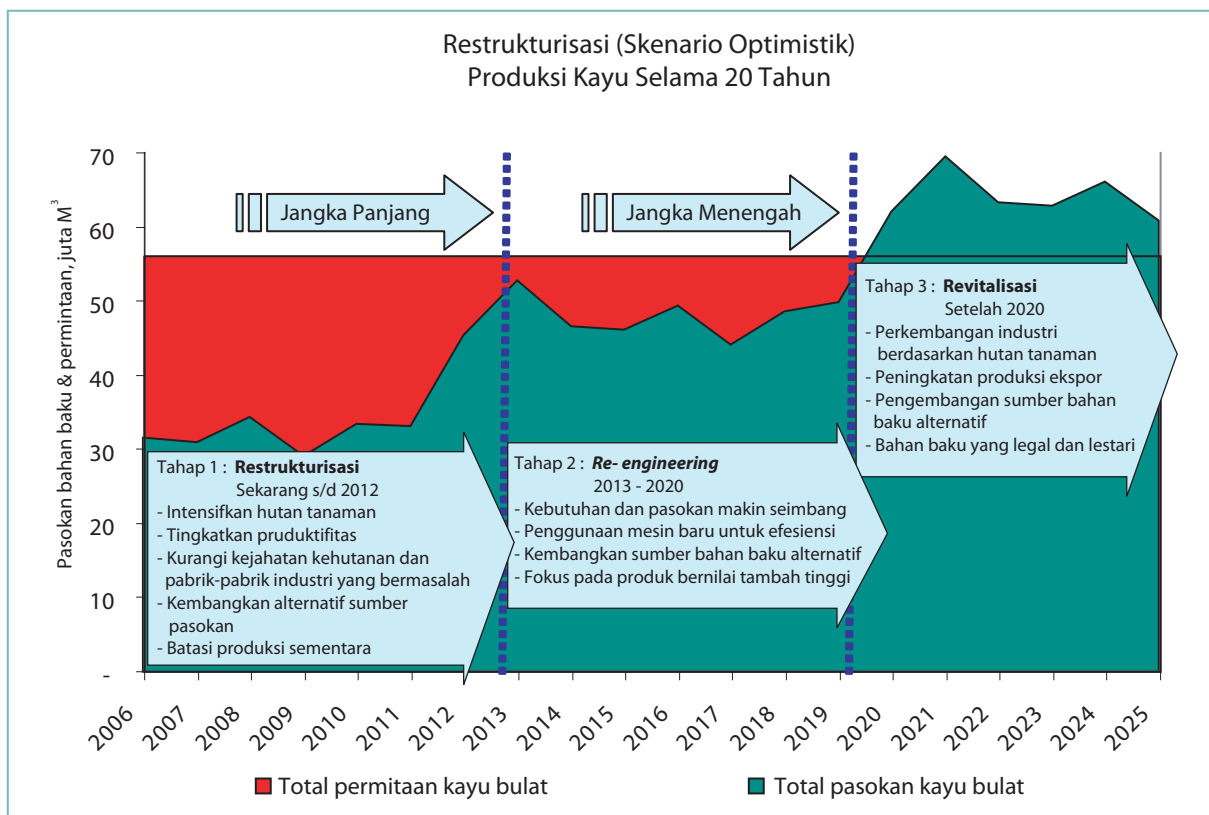 Restrukturisasi (Skenario Optimistik)
Produksi Kayu Selama 20 Tahun
Pasokan bahan baku & permintaan, juta M³
70
60
50
40
30
20
10
-
Jangka Panjang
Jangka Menengah
Tahap 1 : Restrukturisasi
Sekarang s/d 2012
- Intensifkan hutan tanaman
- Tingkatkan pruduktifitas
- Kurangi kejahatan kehutanan dan
pabrik-pabrik industri yang bermasalah
- Kembangkan alternatif sumber
pasokan
- Batasi produksi sementara
Tahap 2 : Re- engineering
2013 - 2020
- Kebutuhan dan pasokan makin seimbang
- Penggunaan mesin baru untuk efesiensi
- Kembangkan sumber bahan baku alternatif
- Fokus pada produk bernilai tambah tinggi
Tahap 3 : Revitalisasi
Setelah 2020
- Perkembangan industri
berdasarkan hutan tanaman
- Peningkatan produksi ekspor
- Pengembangan sumber bahan
baku alternatif
- Bahan baku yang legal dan lestari
2006 2007 2008 2009 2010 2011 2012 2013 2014 2015 2016 2017 2018 2019 2020 2021 2022 2023 2024 2025
Total permitaan kayu bulat
Total pasokan kayu bulat